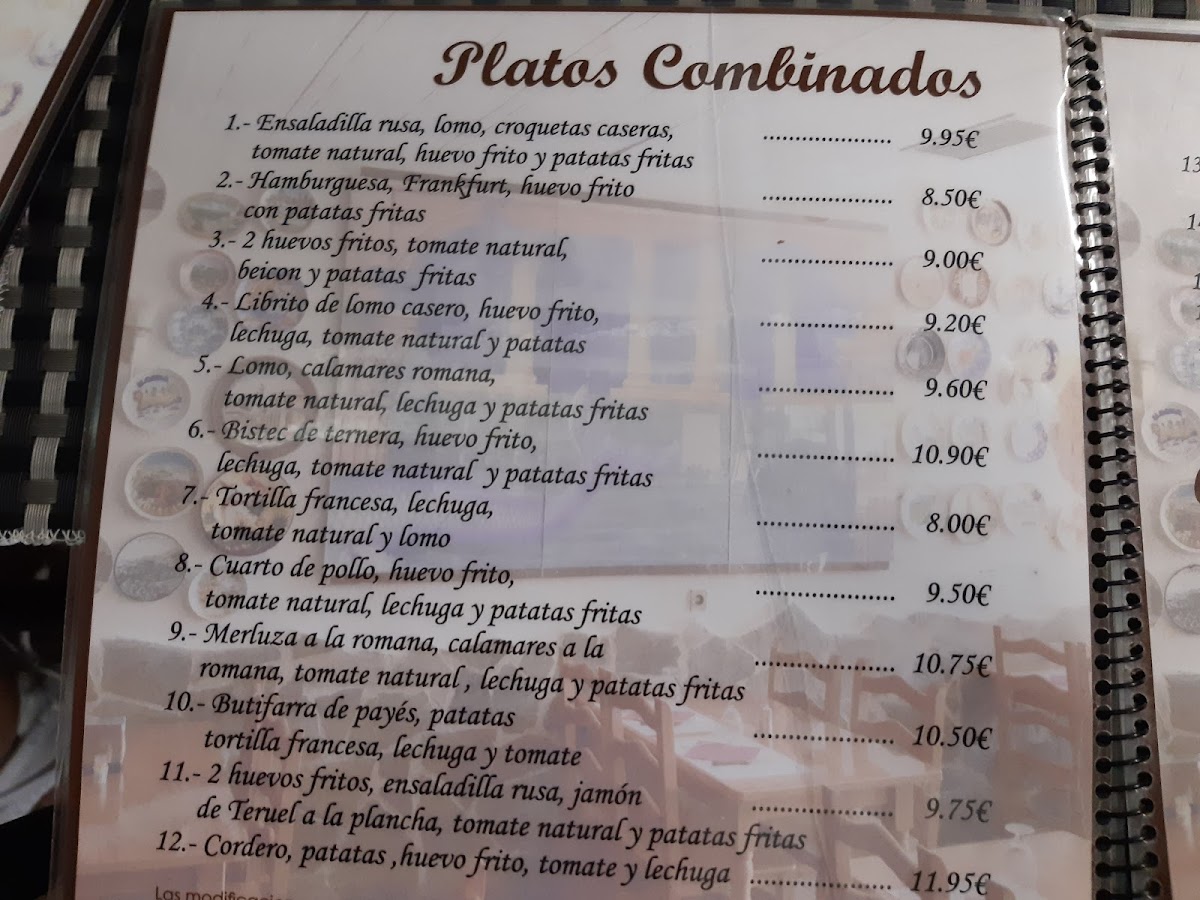 Platos Combinados
1.- Ensaladilla rusa, lomo, croquetas caseras, .................... 9.95€
tomate natural, huevo frito y patatas fritas
2.- Hamburguesa, Frankfurt, huevo frito .................... 8.50€
con patatas fritas
3.- 2 huevos fritos, tomate natural, .................... 9.00€
beicon y patatas fritas
4.- Librito de lomo casero, huevo frito, .................... 9.20€
lechuga, tomate natural y patatas
5.- Lomo, calamares romana, .................... 9.60€
tomate natural, lechuga y patatas fritas
6.- Bistec de ternera, huevo frito, .................... 10.90€
lechuga, tomate natural y patatas fritas
7.- Tortilla francesa, lechuga, .................... 8.00€
tomate natural y lomo
8.- Cuarto de pollo, huevo frito, .................... 9.50€
tomate natural, lechuga y patatas fritas
9.- Merluza a la romana, calamares a la .................... 10.75€
romana, tomate natural , lechuga y patatas fritas
10.- Butifarra de payés, patatas .................... 10.50€
tortilla francesa, lechuga y tomate
11.- 2 huevos fritos, ensaladilla rusa, jamón .................... 9.75€
de Teruel a la plancha, tomate natural y patatas fritas
12.- Cordero, patatas ,huevo frito, tomate y lechuga .................... 11.95€
Las
13